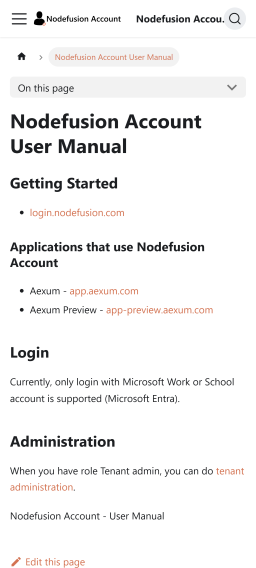 Nodefusion Account
Nodefusion Accou.
Nodefusion Account User Manual
On this page
Nodefusion Account
User Manual
Getting Started
login.nodefusion.com
Applications that use Nodefusion
Account
Aexum - app.aexum.com
Aexum Preview - app-preview.aexum.com
Login
Currently, only login with Microsoft Work or School
account is supported (Microsoft Entra).
Administration
When you have role Tenant admin, you can do tenant
administration.
Nodefusion Account - User Manual
Edit this page